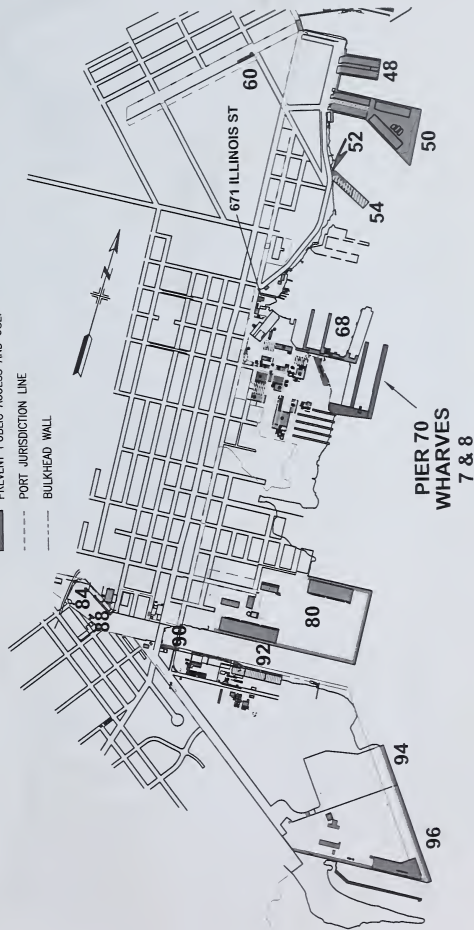 PREVENT PUBLIC ACCESS AND USE.
PORT JURISDICTION LINE
BULKHEAD WALL
N
60
48
50
52
54
671 ILLINOIS ST
68
PIER 70
WHARVES
7 & 8
84
88
90
92
80
94
96